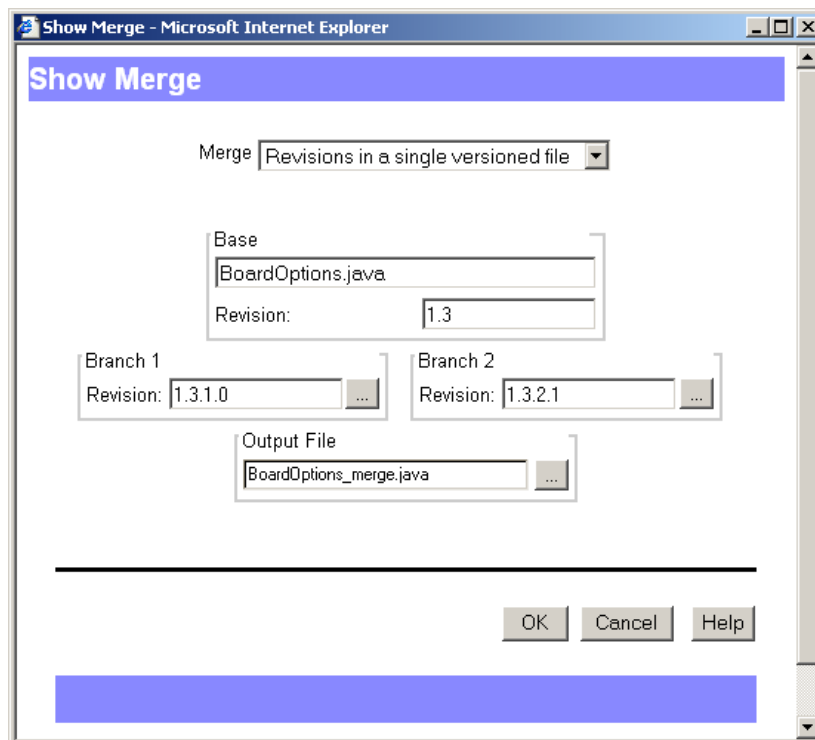 Show Merge - Microsoft Internet Explorer
Show Merge
Merge Revisions in a single versioned file
Base
BoardOptions.java
Revision: 1.3
Branch 1
Revision: 1.3.1.0 ...
Branch 2
Revision: 1.3.2.1 ...
Output File
BoardOptions_merge.java ...
OK Cancel Help